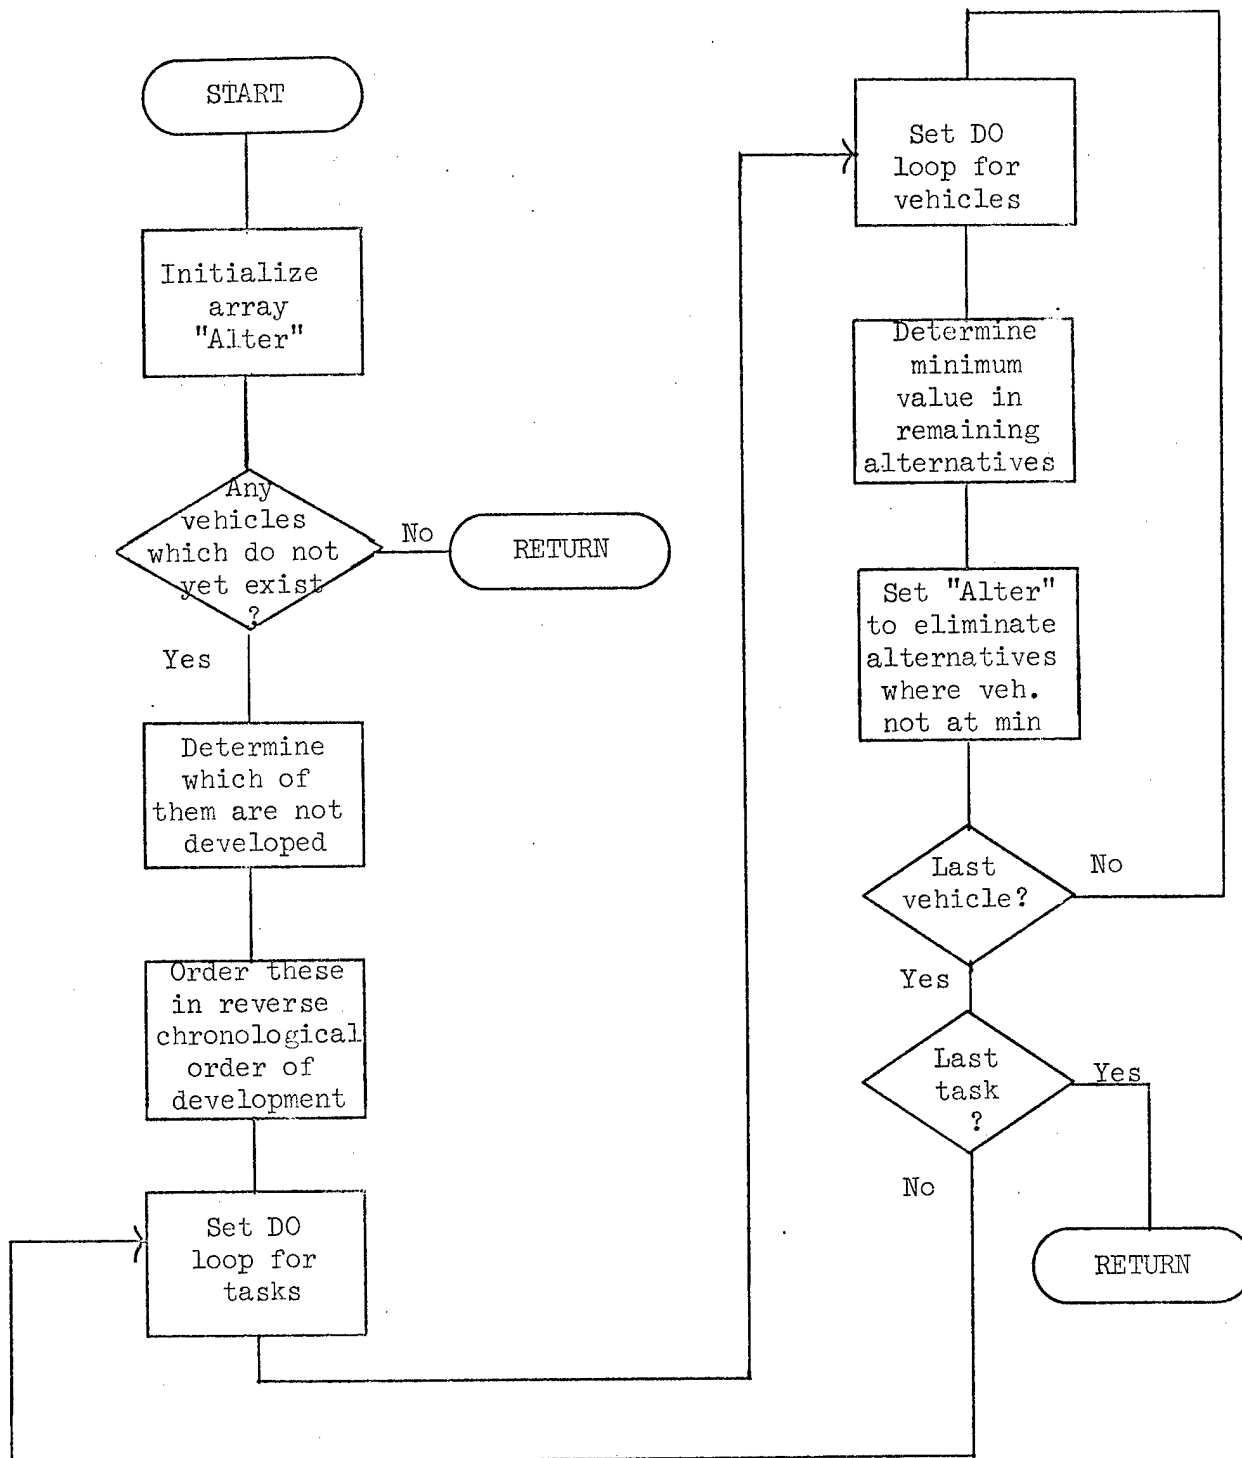 START
Initialize
array
"Alter"
Any
vehicles
which do not
yet exist
?
No
RETURN
Yes
Determine
which of
them are not
developed
Order these
in reverse
chronological
order of
development
Set DO
loop for
tasks
Set DO
loop for
vehicles
Determine
minimum
value in
remaining
alternatives
Set "Alter"
to eliminate
alternatives
where veh.
not at min
Last
vehicle?
No
Yes
Last
task
?
Yes
No
RETURN